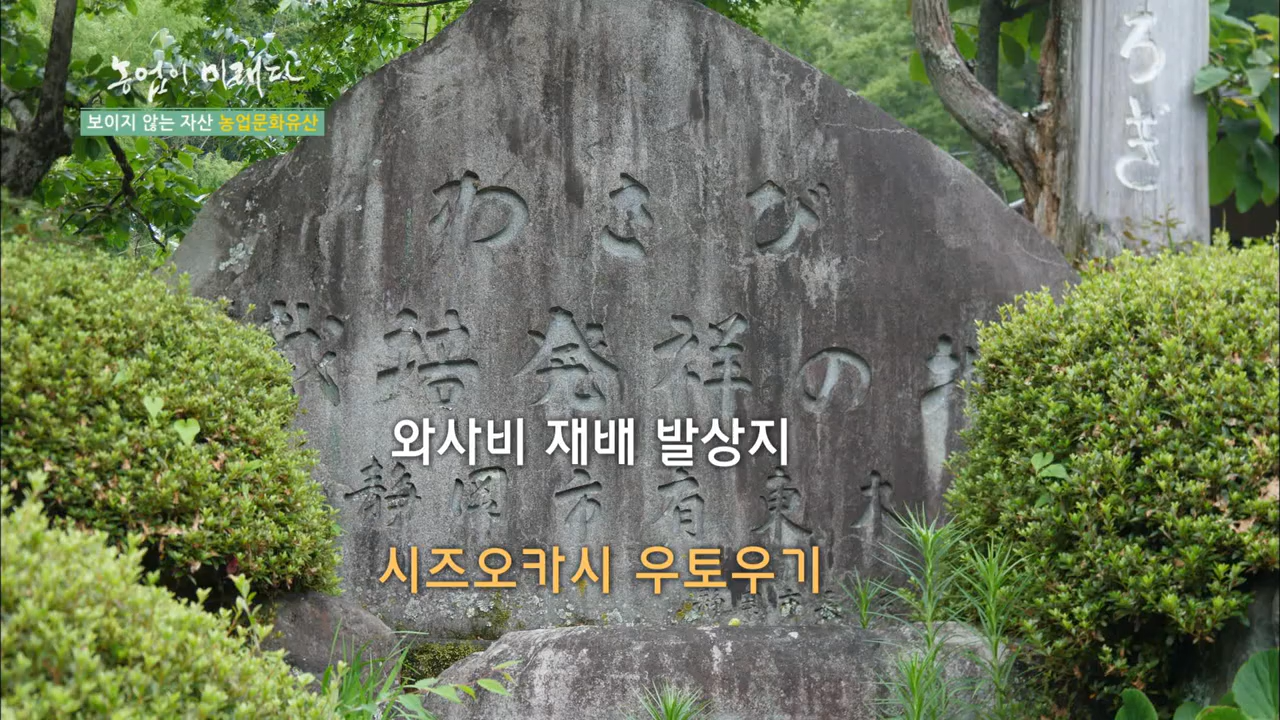 농업이 미래다
보이지 않는 자산 농업문화유산
ろぎ
わさび
栽培発祥の地
와사비 재배 발상지
静岡市有東木
시즈오카시 우토우기